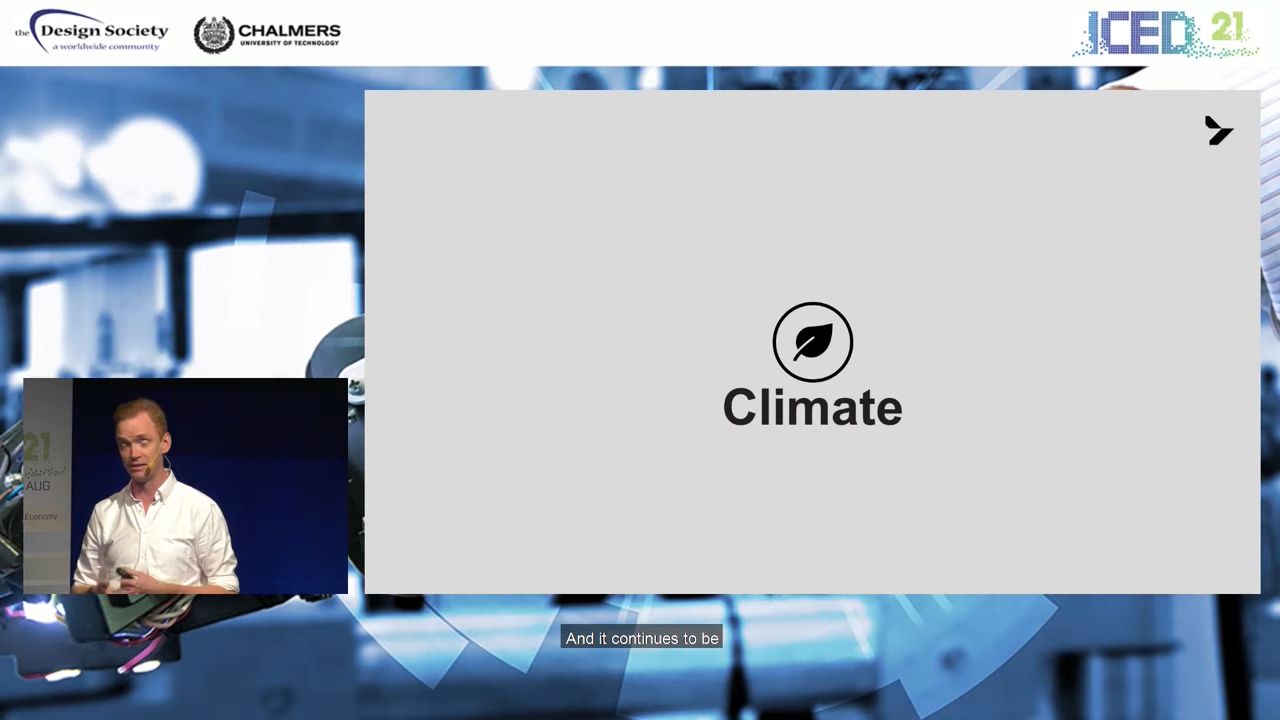 the Design Society
a worldwide community
CHALMERS
UNIVERSITY OF TECHNOLOGY
ICED 21
Climate
21
AUG
Economy
And it continues to be